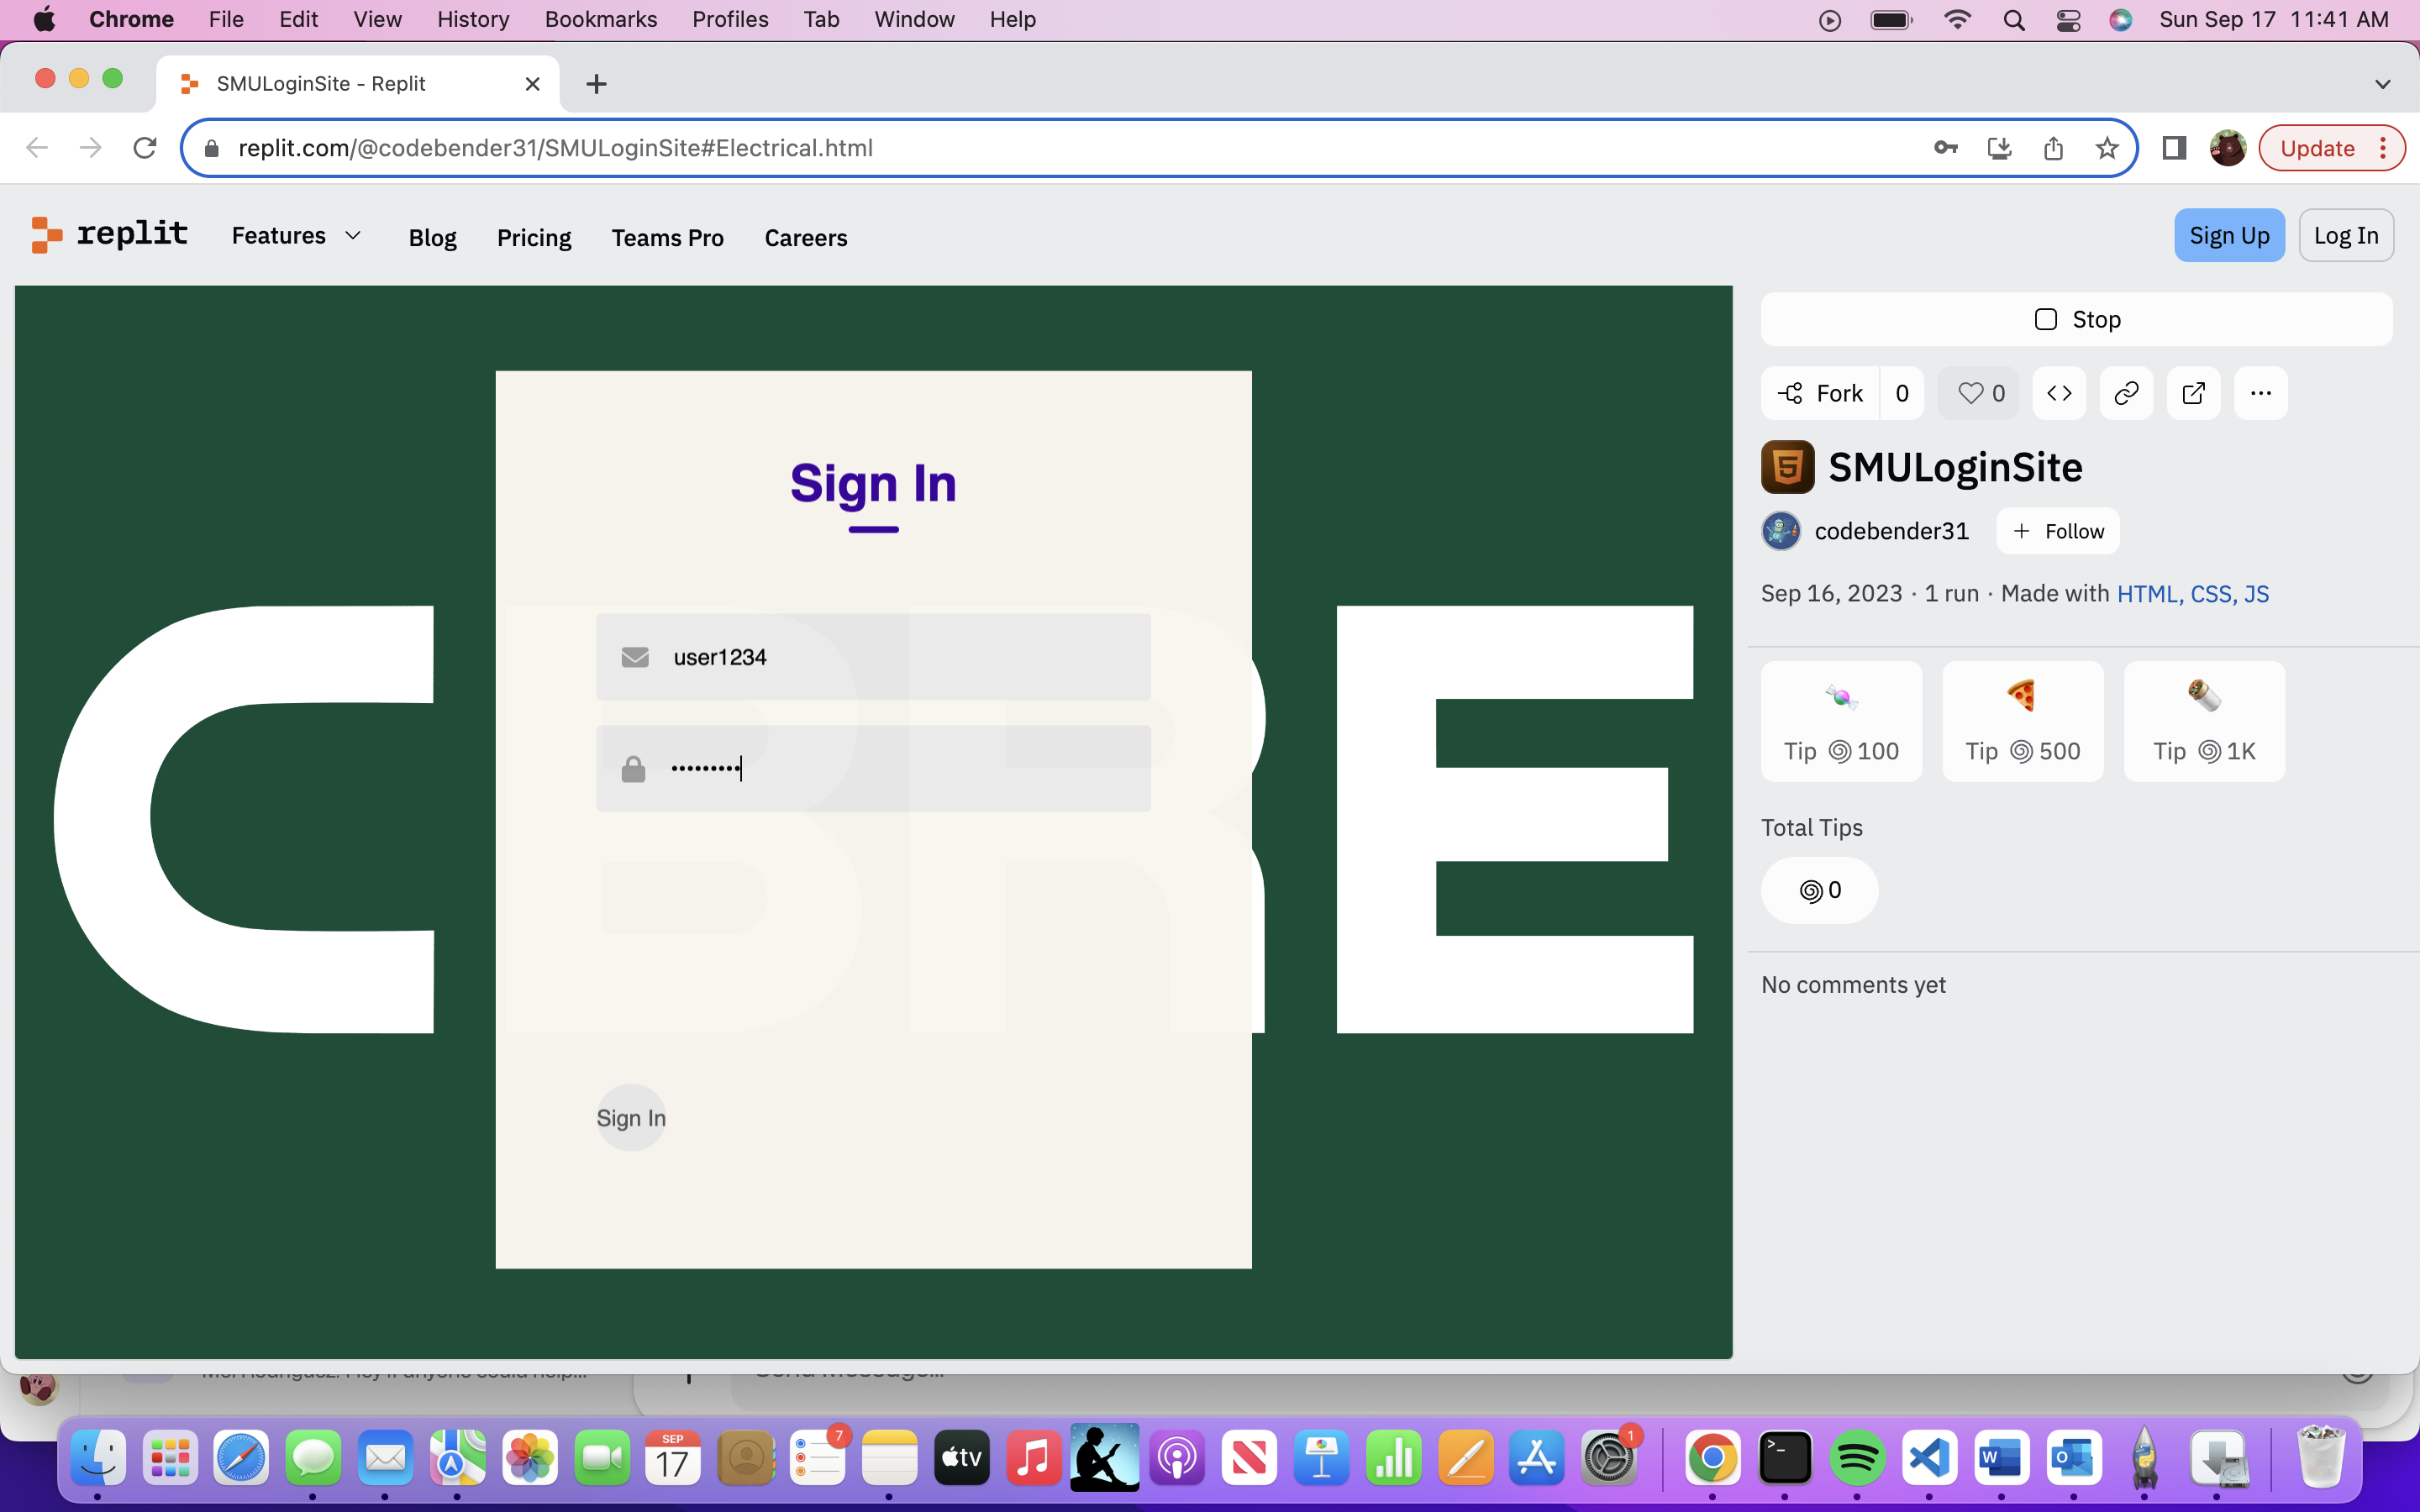 Chrome File Edit View History Bookmarks Profiles Tab Window Help Sun Sep 17 11:41 AM
SMULoginSite - Replit
replit.com/@codebender31/SMULoginSite#Electrical.html Update
replit Features Blog Pricing Teams Pro Careers Sign Up Log In
CBRE
Sign In
user1234
•••••••••
Sign In
Stop
Fork 0 0
SMULoginSite
codebender31 + Follow
Sep 16, 2023 · 1 run · Made with HTML, CSS, JS
Tip 100 Tip 500 Tip 1K
Total Tips
0
No comments yet
SEP
17
tv
7
1